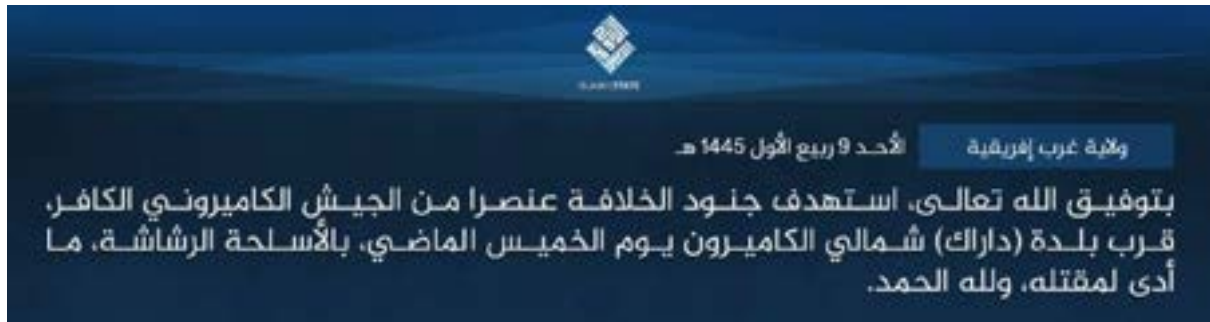 ولاية غرب إفريقية
الأحد 9 ربيع الأول 1445 هـ
بتوفيق الله تعالى، استهدف جنود الخلافة عنصرا من الجيش الكاميروني الكافر،
قرب بلدة (داراك) شمالي الكاميرون يوم الخميس الماضي، بالأسلحة الرشاشة، ما
أدى لمقتله، ولله الحمد.